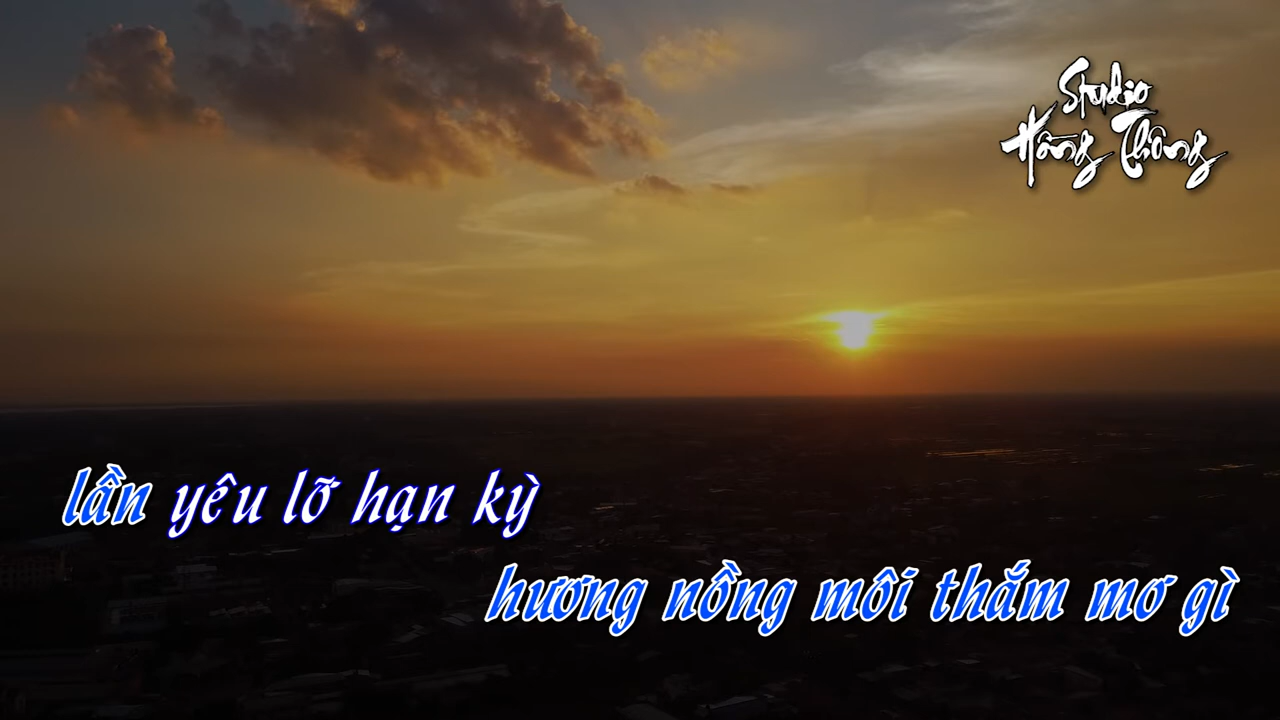 Studio
Hồng Thông
lần yêu lỡ hạn kỳ
hương nồng môi thắm mơ gì